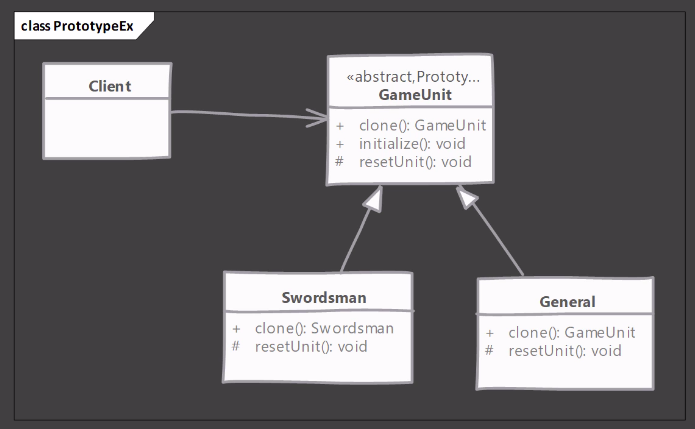 class PrototypeEx
Client
«abstract,Prototy...
GameUnit
+ clone(): GameUnit
+ initialize(): void
# resetUnit(): void
Swordsman
+ clone(): Swordsman
# resetUnit(): void
General
+ clone(): GameUnit
# resetUnit(): void